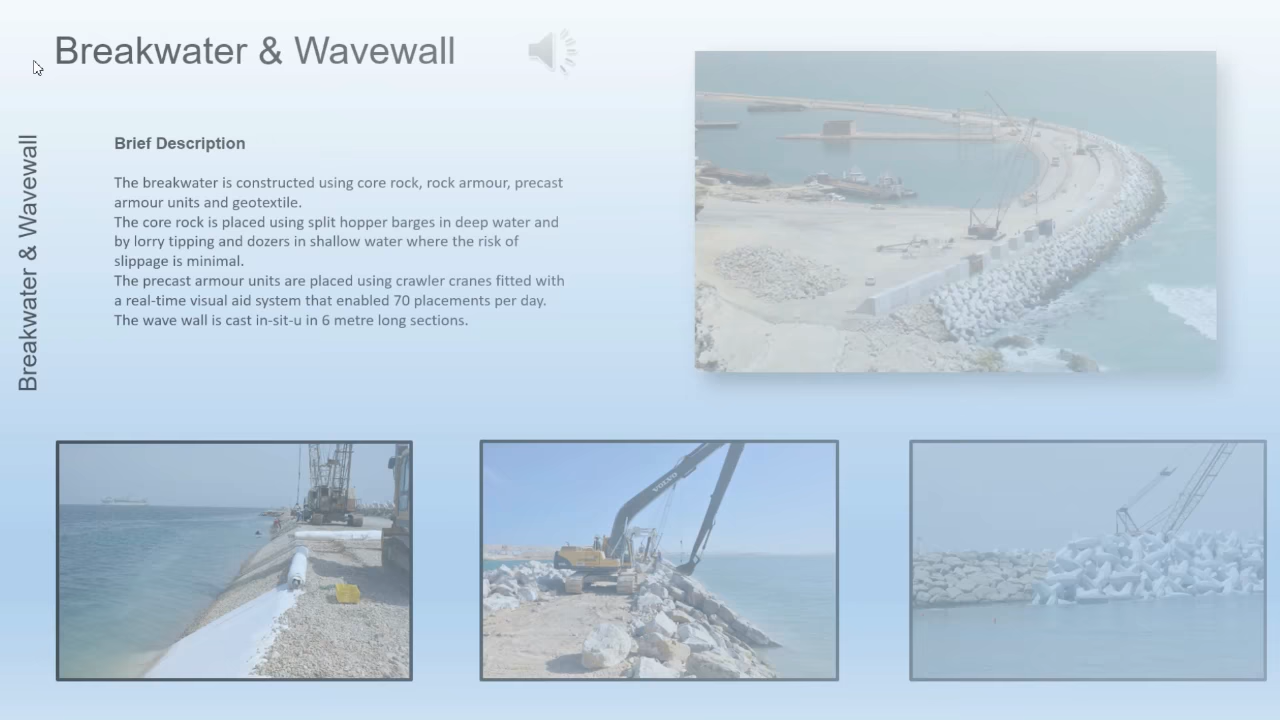 Breakwater & Wavewall
Breakwater & Wavewall
Brief Description
The breakwater is constructed using core rock, rock armour, precast
armour units and geotextile.
The core rock is placed using split hopper barges in deep water and
by lorry tipping and dozers in shallow water where the risk of
slippage is minimal.
The precast armour units are placed using crawler cranes fitted with
a real-time visual aid system that enabled 70 placements per day.
The wave wall is cast in-sit-u in 6 metre long sections.
VOLVO